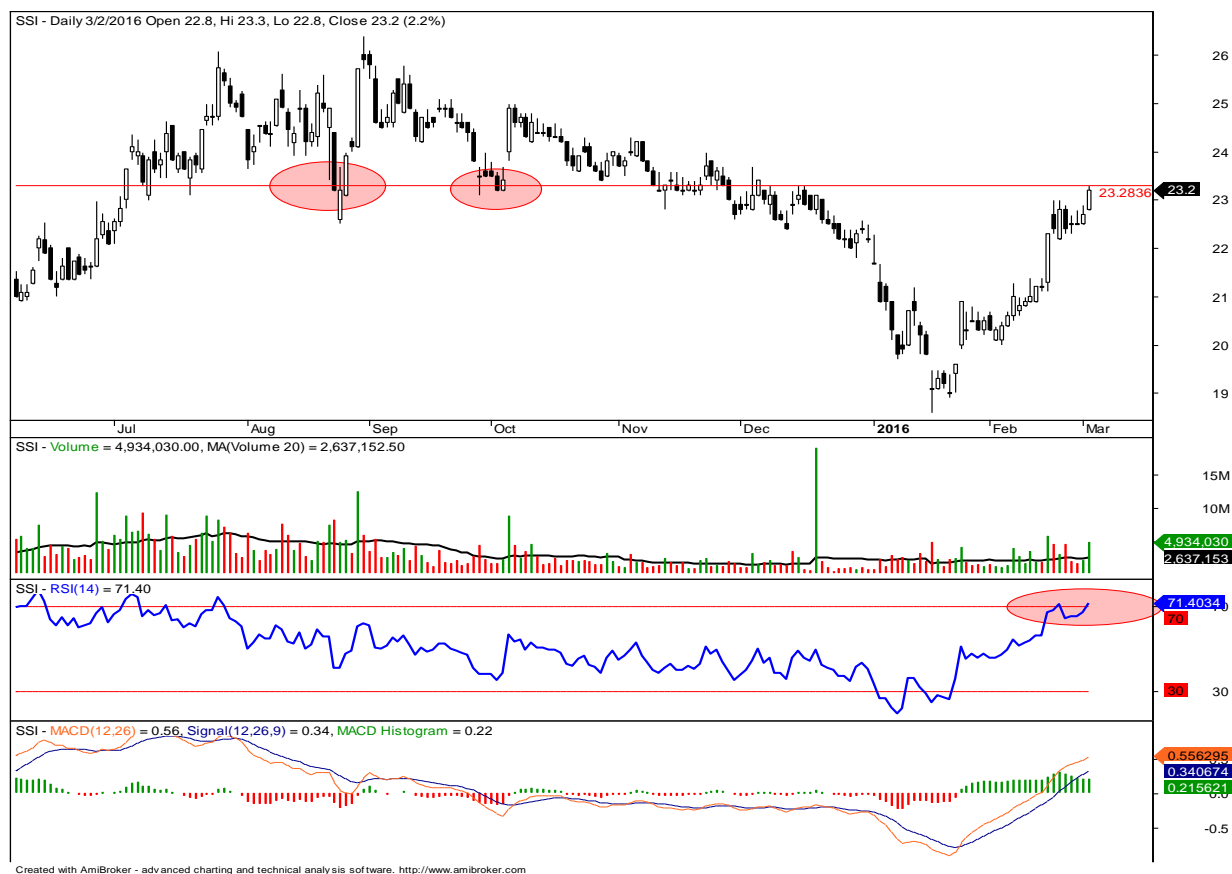 SSI - Daily 3/2/2016 Open 22.8, Hi 23.3, Lo 22.8, Close 23.2 (2.2%)
26
25
24
23.2836
23.2
23
22
21
20
19
Jul Aug Sep Oct Nov Dec 2016 Feb Mar
SSI - Volume = 4,934,030.00, MA(Volume 20) = 2,637,152.50
15M
10M
4,934,030
2,637,153
SSI - RSI(14) = 71.40
71.4034
70
30 30
SSI - MACD(12,26) = 0.56, Signal(12,26,9) = 0.34, MACD Histogram = 0.22
0.556295
0.340674
0.215621
-0.5
Created with AmiBroker - advanced charting and technical analysis software. http://www.amibroker.com